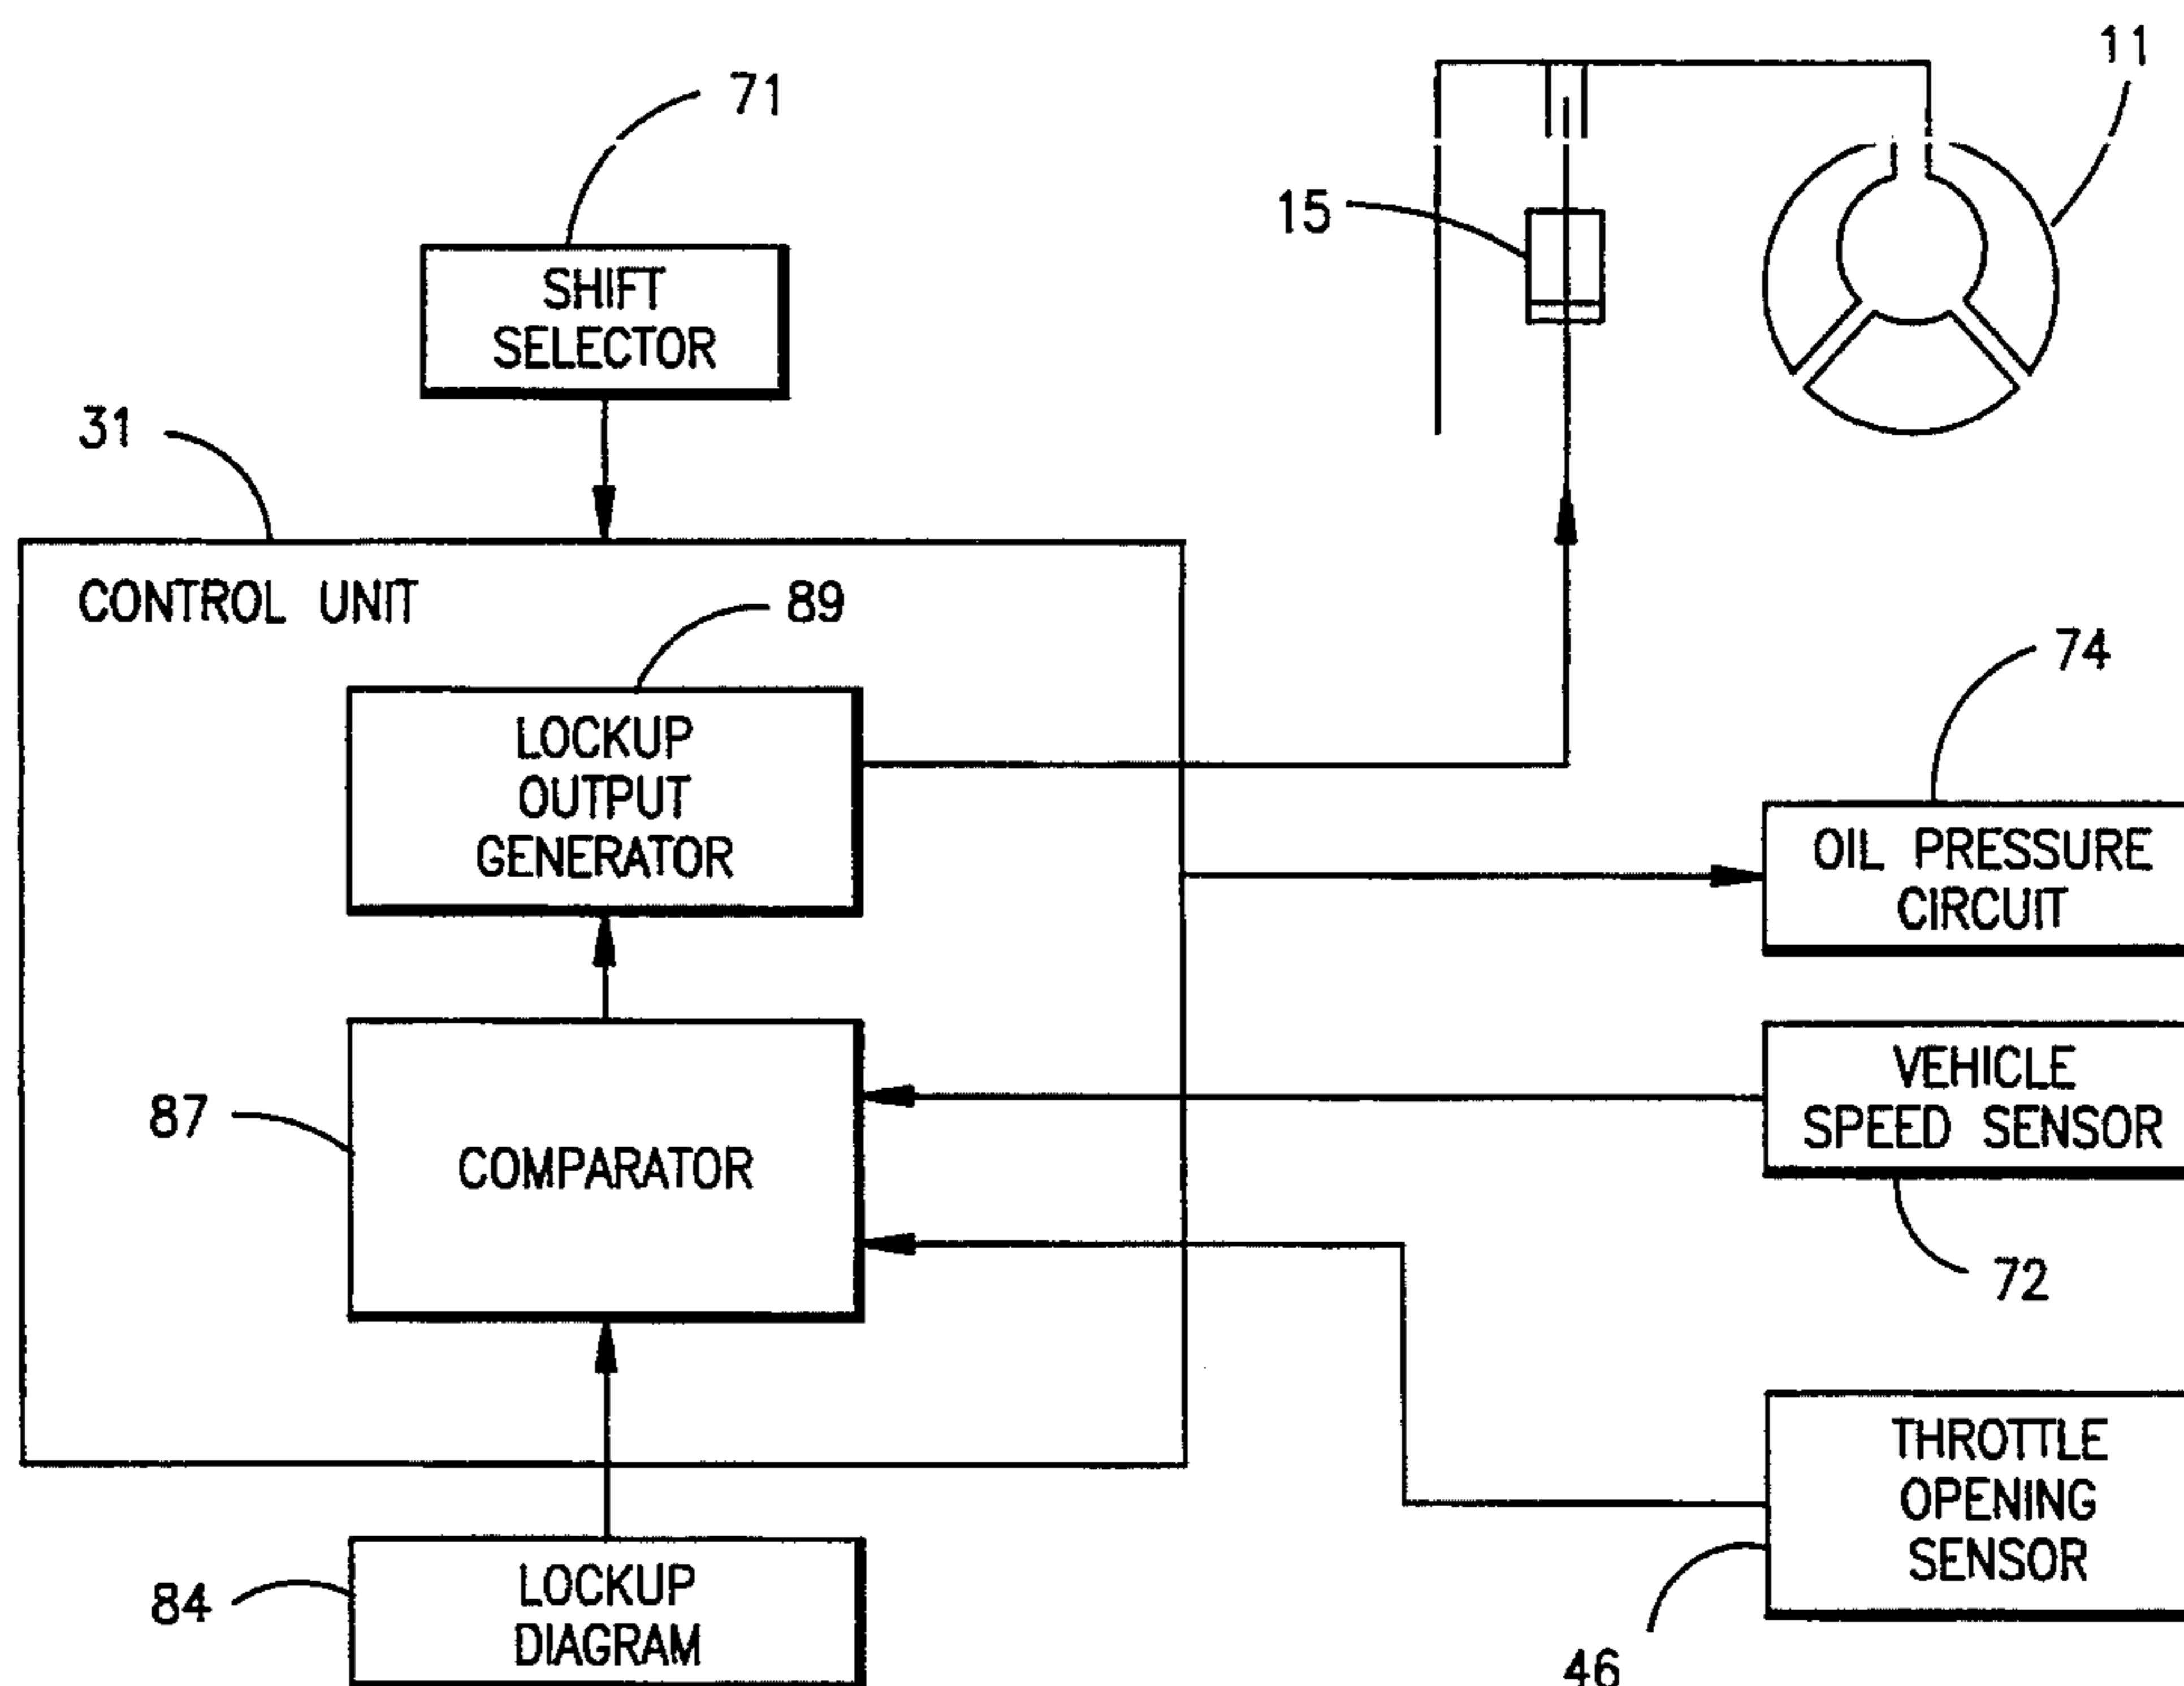 11
71
15
SHIFT
SELECTOR
31
CONTROL UNIT
89
74
LOCKUP
OUTPUT
GENERATOR
OIL PRESSURE
CIRCUIT
VEHICLE
SPEED SENSOR
87
COMPARATOR
72
THROTTLE
OPENING
SENSOR
84
LOCKUP
DIAGRAM
46